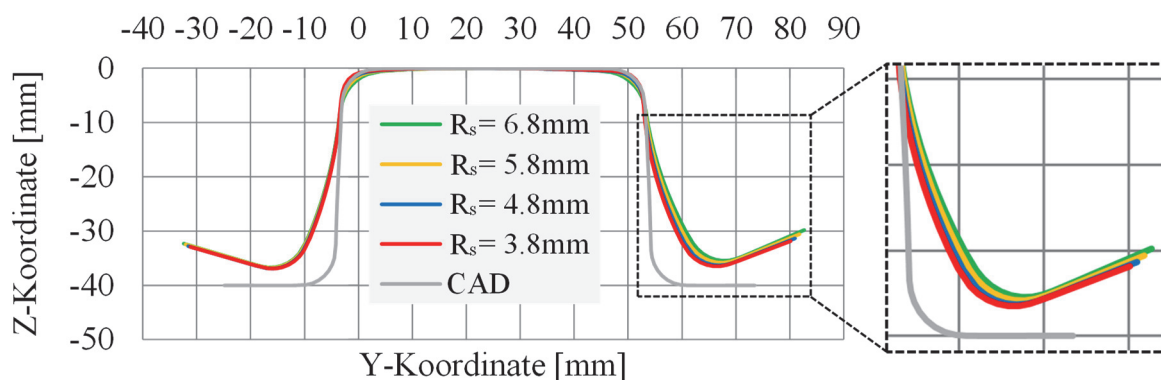 -40 -30 -20 -10 0 10 20 30 40 50 60 70 80 90
Z-Koordinate [mm]
0
-10
-20
-30
-40
-50
Rs= 6.8mm
Rs= 5.8mm
Rs= 4.8mm
Rs= 3.8mm
CAD
Y-Koordinate [mm]